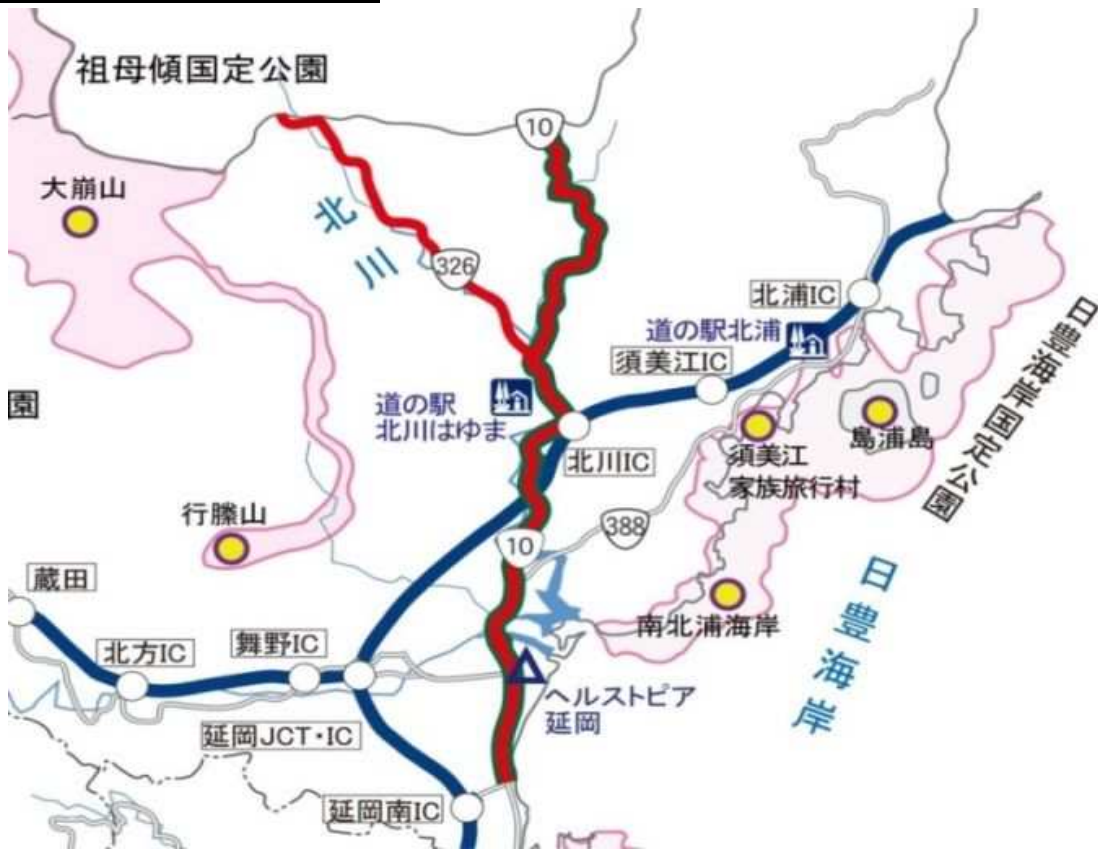 祖母傾国定公園
10
大崩山
北川
326
北浦IC
道の駅北浦
須美江IC
日豊海岸国定公園
園
道の駅
北川はゆま
北川IC
島浦島
須美江
家族旅行村
行縢山
388
10
蔵田
日豊海岸
南北浦海岸
北方IC
舞野IC
ヘルストピア
延岡
延岡JCT・IC
延岡南IC